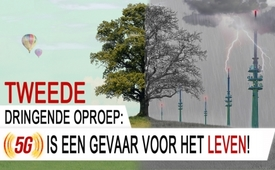 TWEEDE
DRINGENDE OPROEP:
5G IS EEN GEVAAR VOOR HET LEVEN!